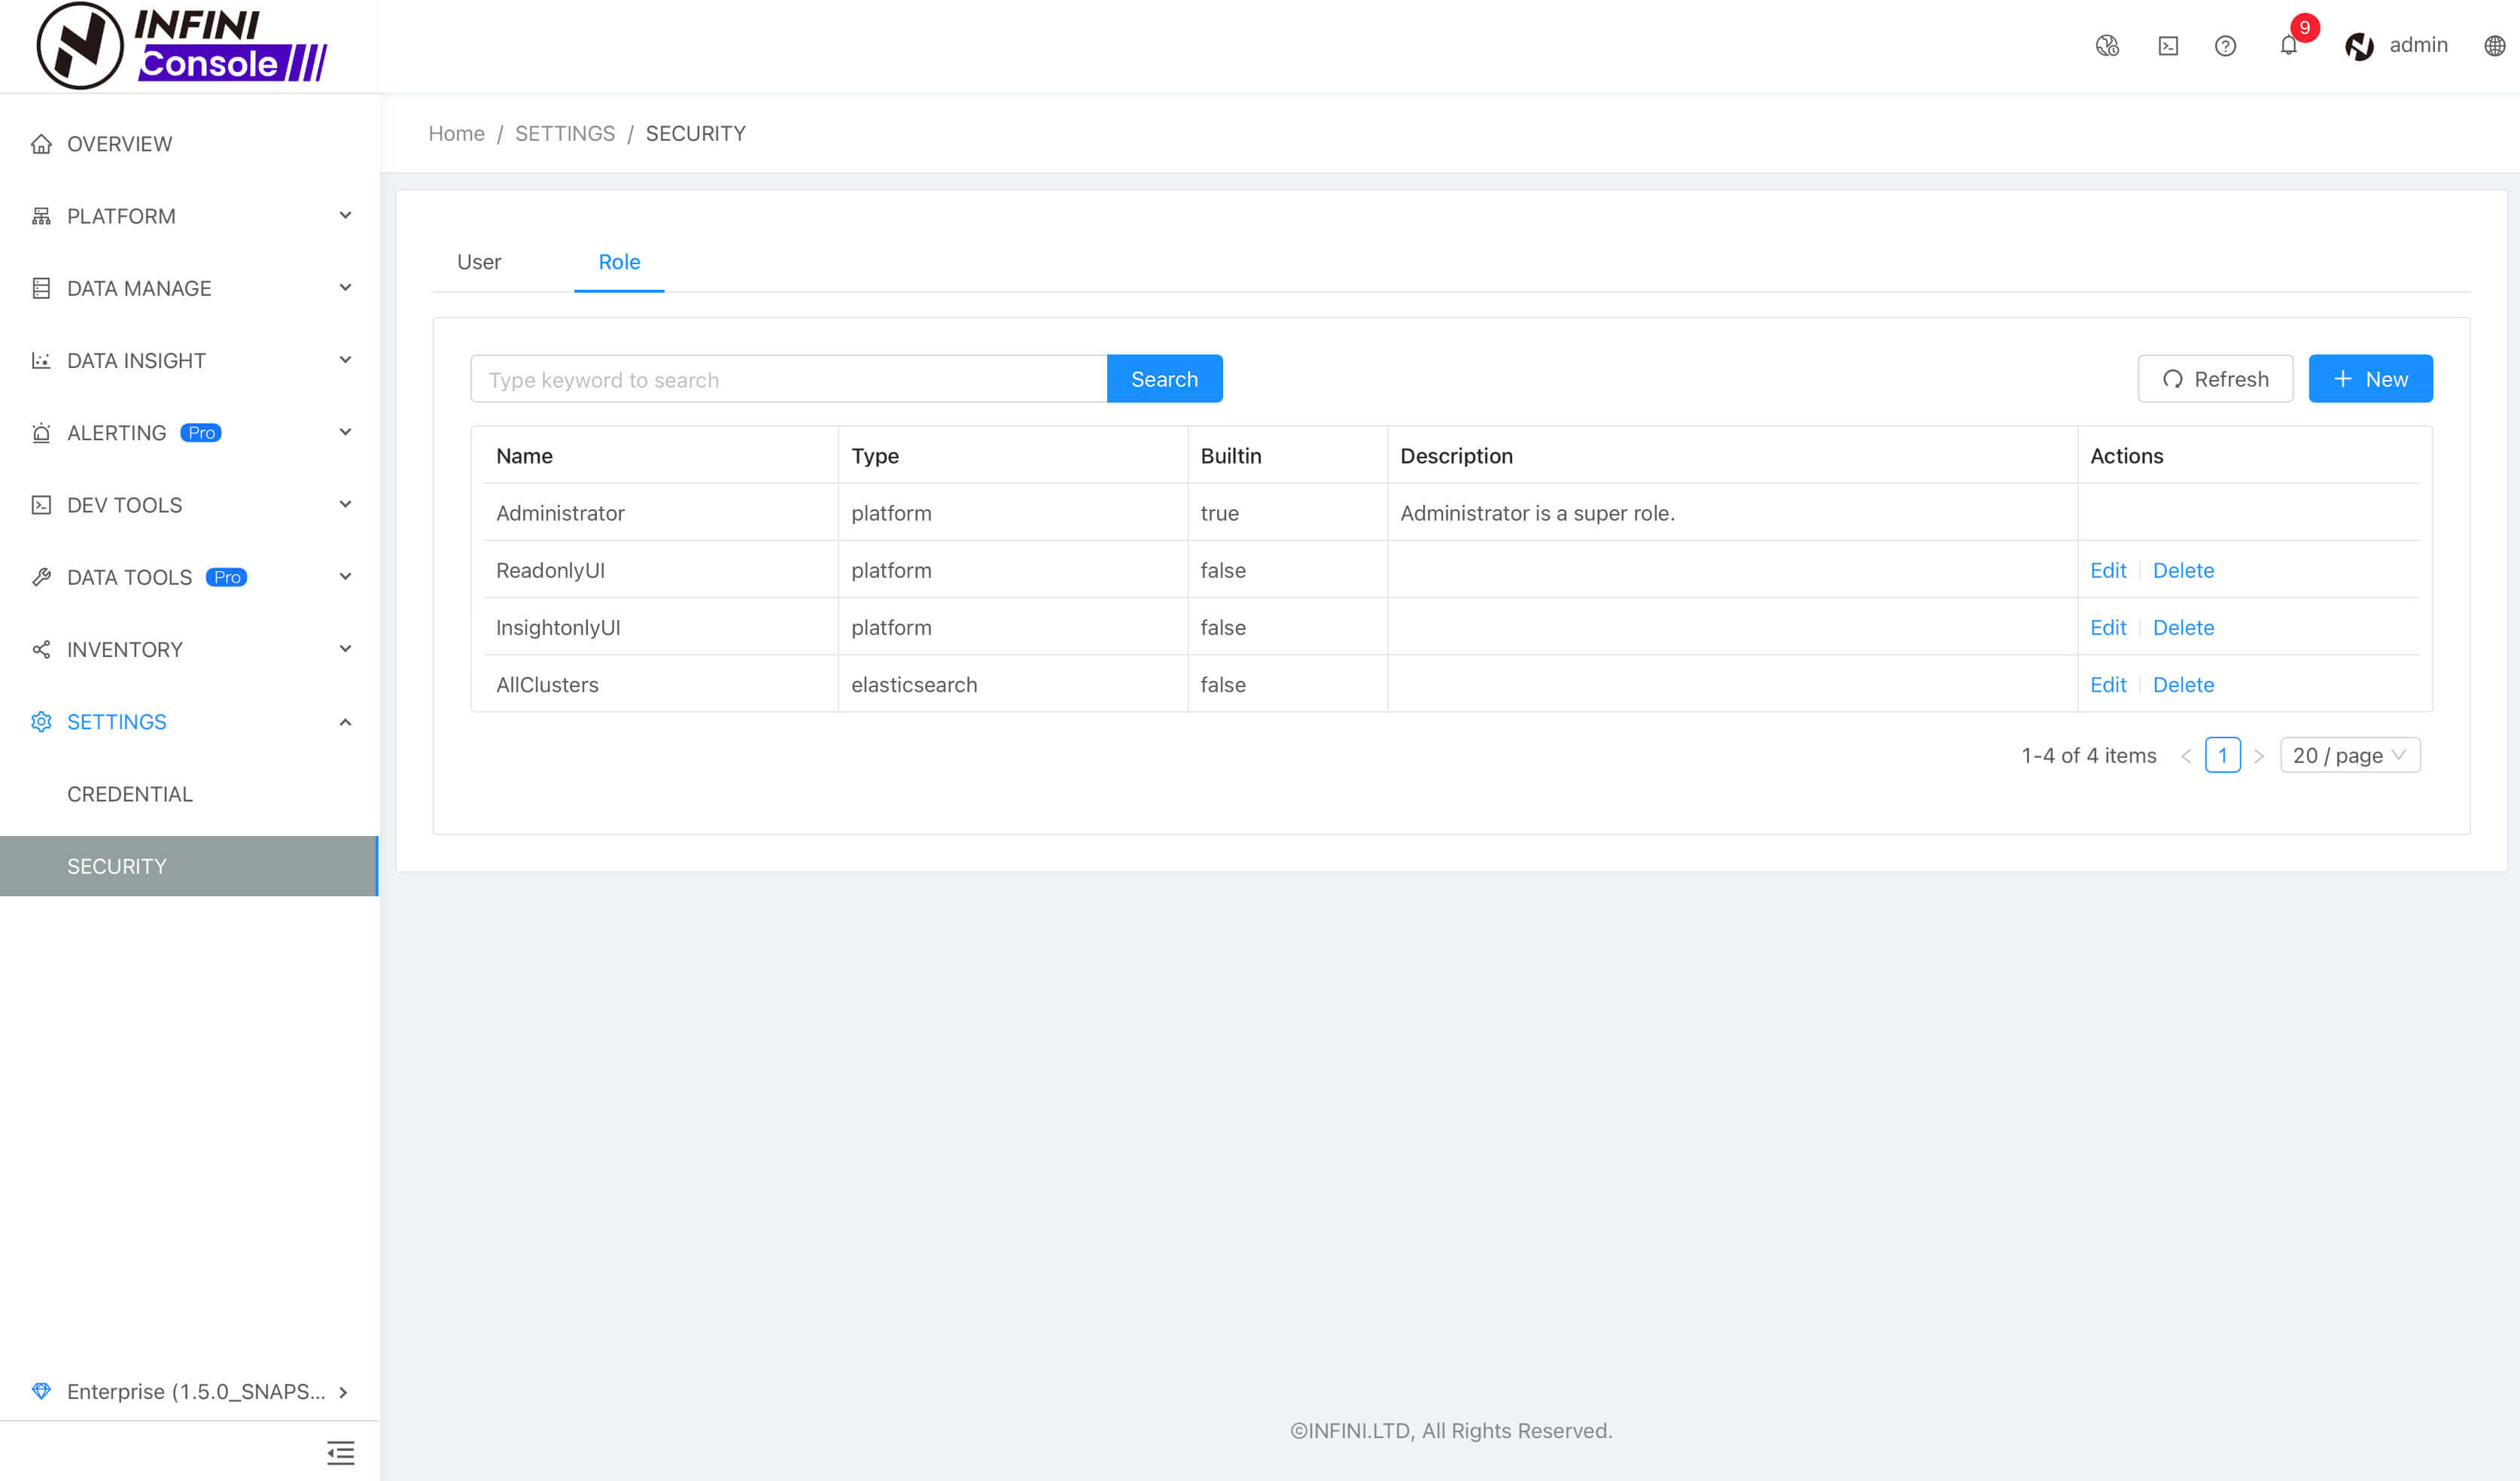 INFINI
Console
9
admin
OVERVIEW
PLATFORM
DATA MANAGE
DATA INSIGHT
ALERTING Pro
DEV TOOLS
DATA TOOLS Pro
INVENTORY
SETTINGS
CREDENTIAL
SECURITY
Enterprise (1.5.0_SNAPS...
Home / SETTINGS / SECURITY
User Role
Type keyword to search Search Refresh New
Name Type Builtin Description Actions
Administrator platform true Administrator is a super role.
ReadonlyUI platform false Edit Delete
InsightonlyUI platform false Edit Delete
AllClusters elasticsearch false Edit Delete
1-4 of 4 items 1 20 / page
©INFINI.LTD, All Rights Reserved.